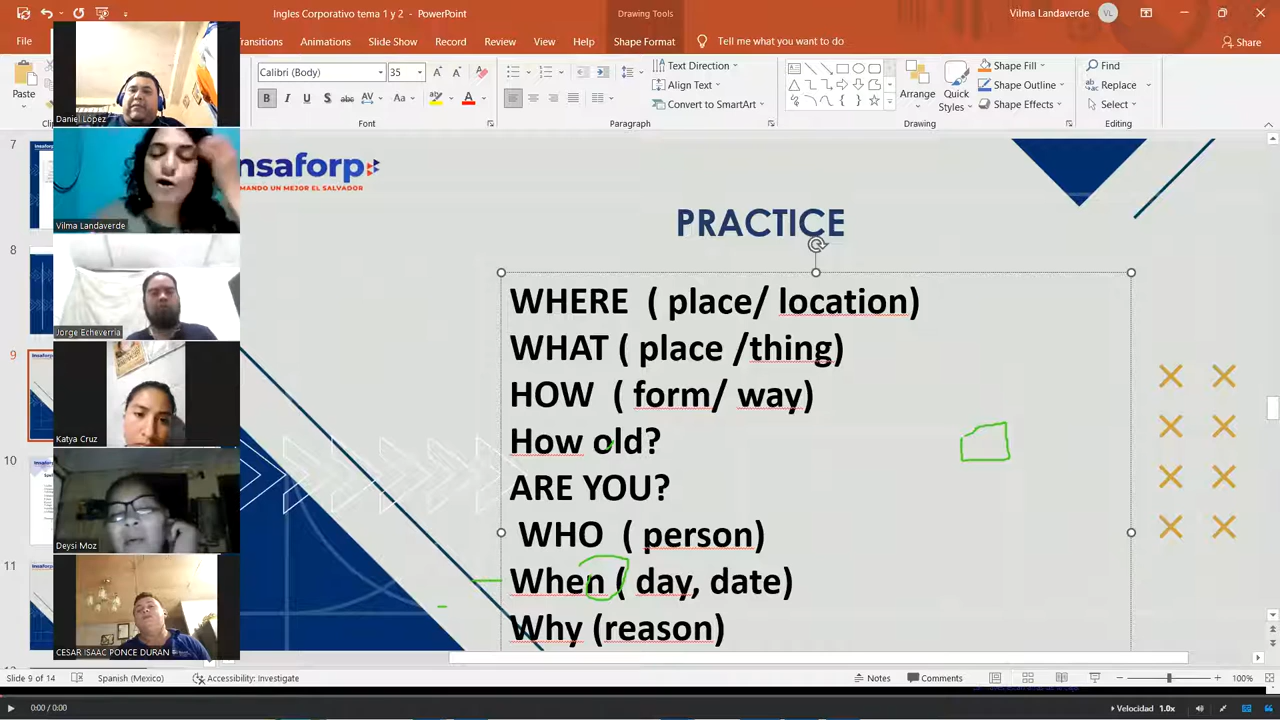 Ingles Corporativo tema 1 y 2 - PowerPoint
Drawing Tools
Vilma Landaverde
VL
File
Transitions
Animations
Slide Show
Record
Review
View
Help
Shape Format
Tell me what you want to do
Share
Paste
Calibri (Body)
35
Text Direction
Align Text
Convert to SmartArt
Arrange
Quick Styles
Shape Fill
Shape Outline
Shape Effects
Find
Replace
Select
Font
Paragraph
Drawing
Editing
Daniel López
Vilma Landaverde
Jorge Echeverria
Katya Cruz
Deysi Moz
CESAR ISAAC PONCE DURAN
7
8
9
10
11
nsaforp
MANDO UN MEJOR EL SALVADOR
PRACTICE
WHERE ( place/ location)
WHAT ( place /thing)
HOW ( form/ way)
How old?
ARE YOU?
WHO ( person)
When ( day, date)
Why (reason)
Slide 9 of 14
Spanish (Mexico)
Accessibility: Investigate
Notes
Comments
100%
0:00 / 0:00
Velocidad 1.0x